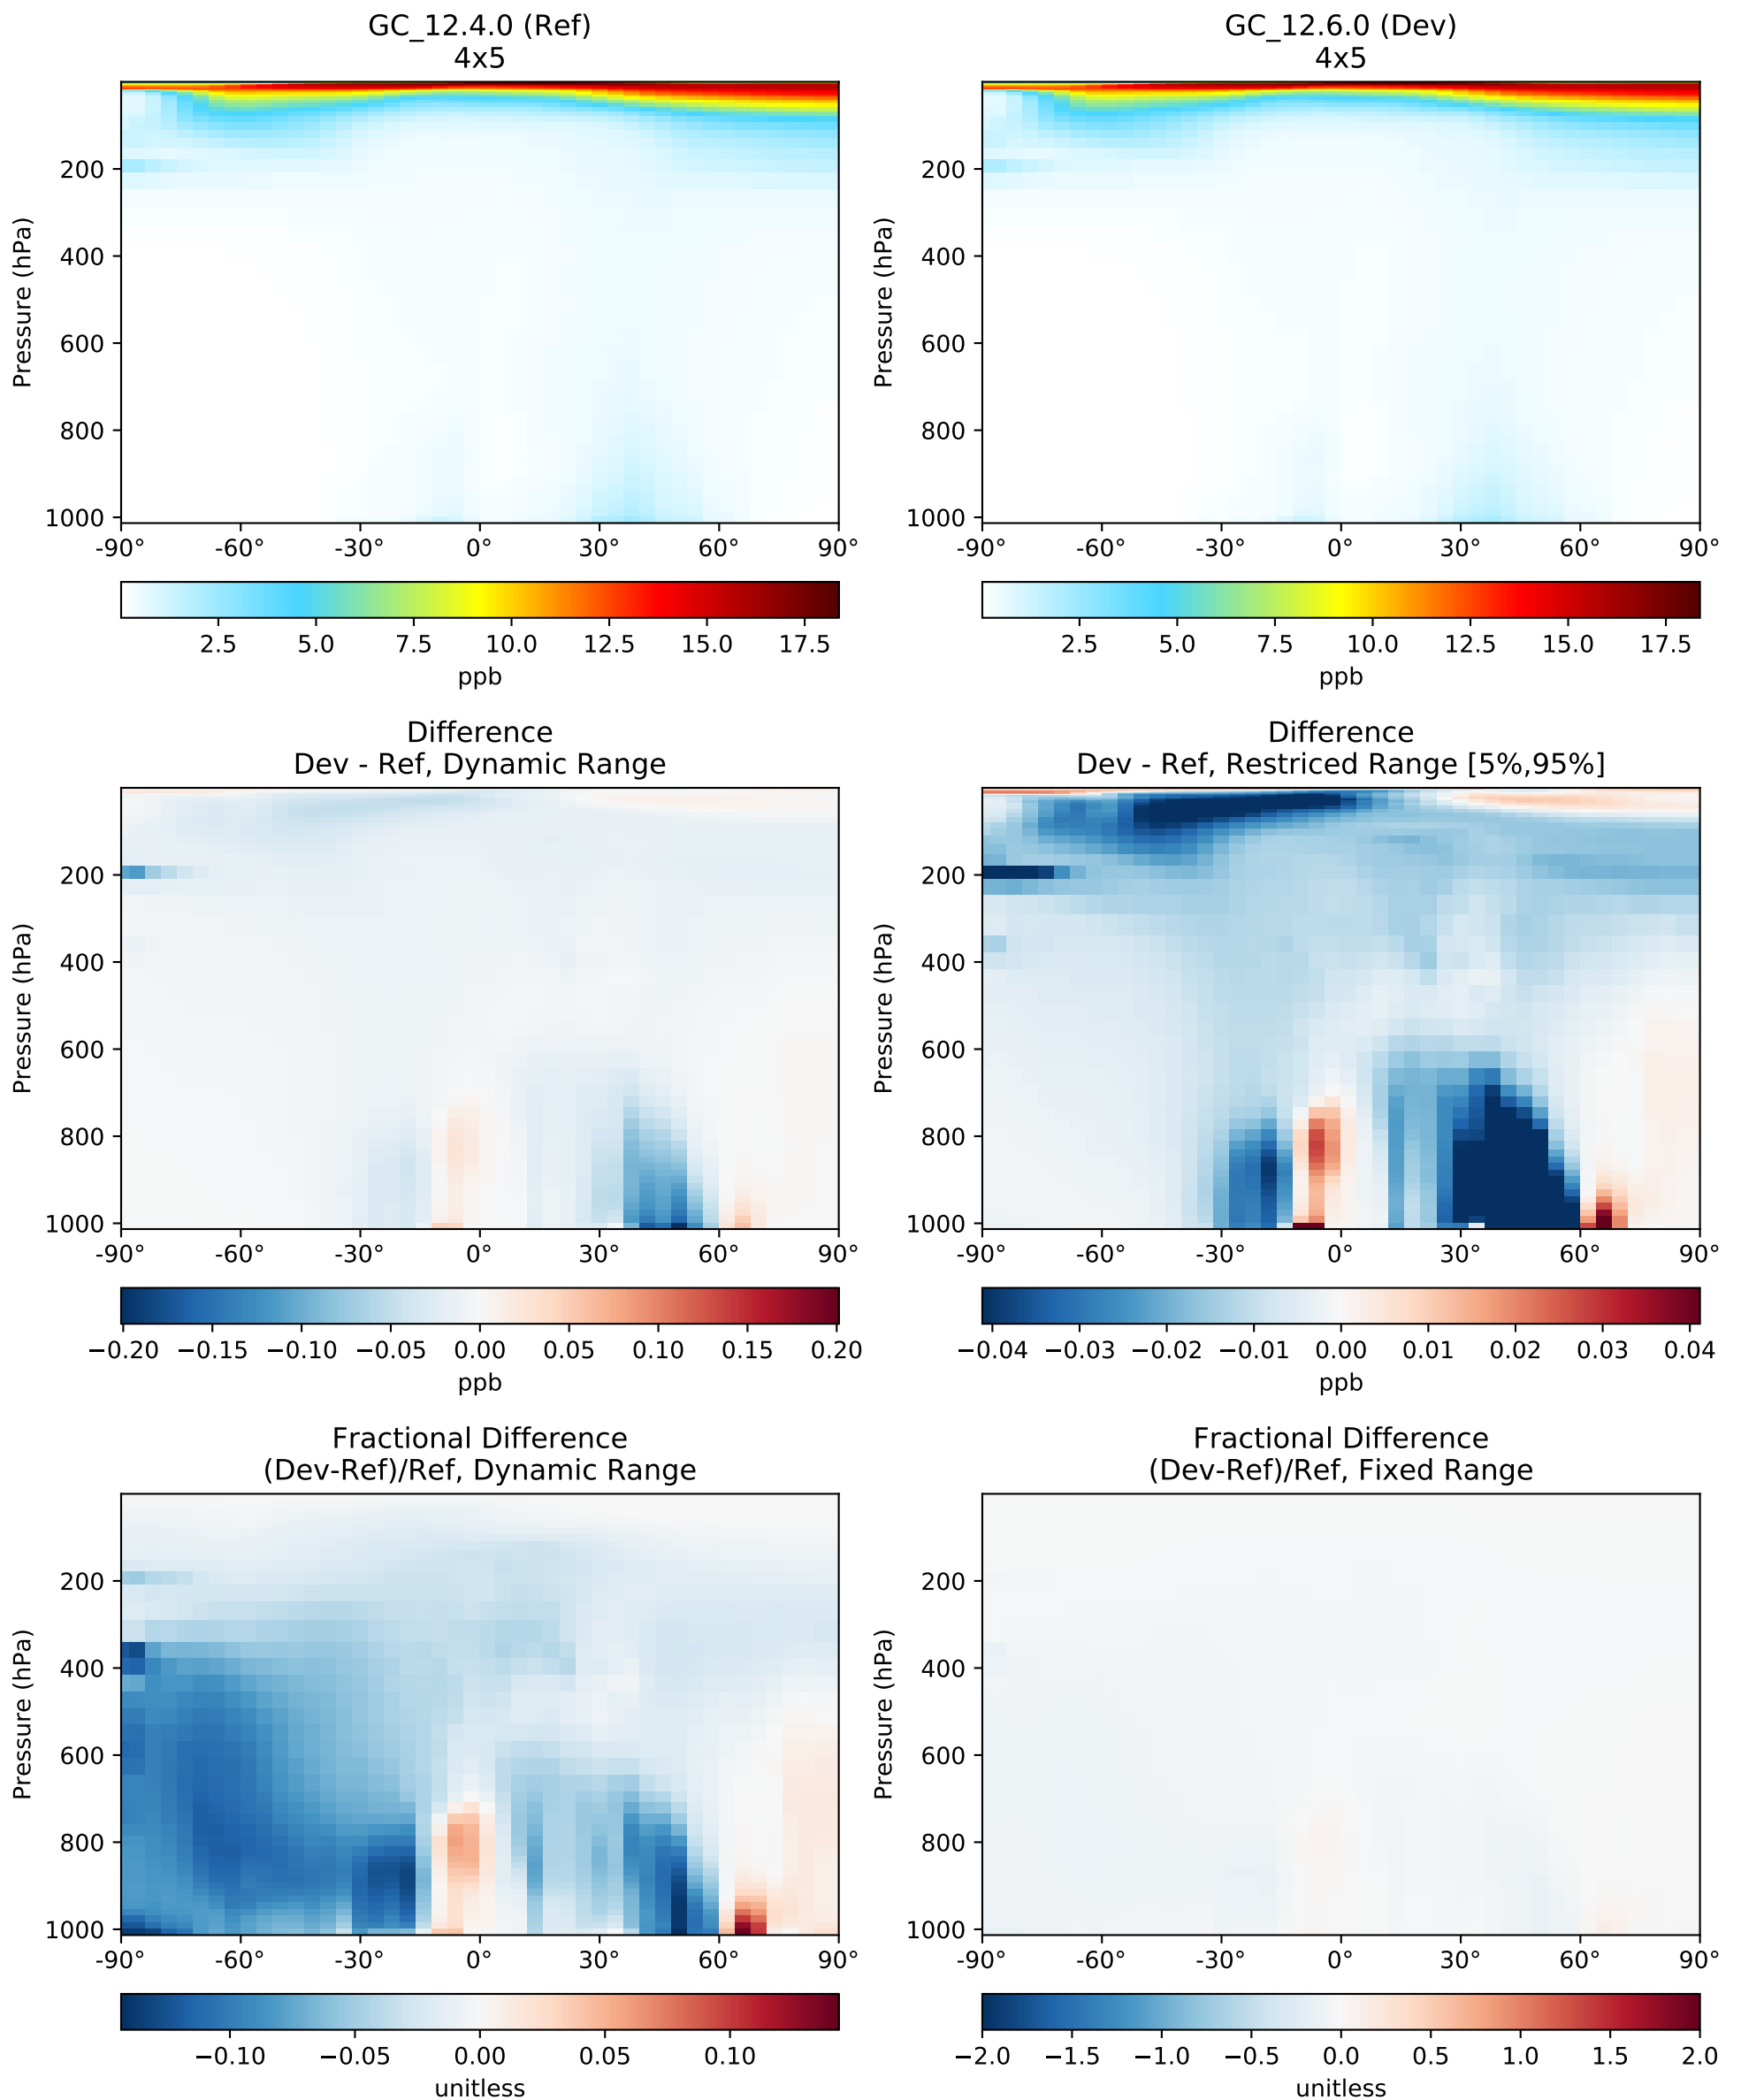 GC_12.4.0 (Ref)
4x5
GC_12.6.0 (Dev)
4x5
Pressure (hPa)
200
400
600
800
1000
-90° -60° -30° 0° 30° 60° 90°
2.5 5.0 7.5 10.0 12.5 15.0 17.5
ppb
Pressure (hPa)
200
400
600
800
1000
-90° -60° -30° 0° 30° 60° 90°
2.5 5.0 7.5 10.0 12.5 15.0 17.5
ppb
Difference
Dev - Ref, Dynamic Range
Pressure (hPa)
200
400
600
800
1000
-90° -60° -30° 0° 30° 60° 90°
−0.20 −0.15 −0.10 −0.05 0.00 0.05 0.10 0.15 0.20
ppb
Difference
Dev - Ref, Restriced Range [5%,95%]
Pressure (hPa)
200
400
600
800
1000
-90° -60° -30° 0° 30° 60° 90°
−0.04 −0.03 −0.02 −0.01 0.00 0.01 0.02 0.03 0.04
ppb
Fractional Difference
(Dev-Ref)/Ref, Dynamic Range
Pressure (hPa)
200
400
600
800
1000
-90° -60° -30° 0° 30° 60° 90°
−0.10 −0.05 0.00 0.05 0.10
unitless
Fractional Difference
(Dev-Ref)/Ref, Fixed Range
Pressure (hPa)
200
400
600
800
1000
-90° -60° -30° 0° 30° 60° 90°
−2.0 −1.5 −1.0 −0.5 0.0 0.5 1.0 1.5 2.0
unitless